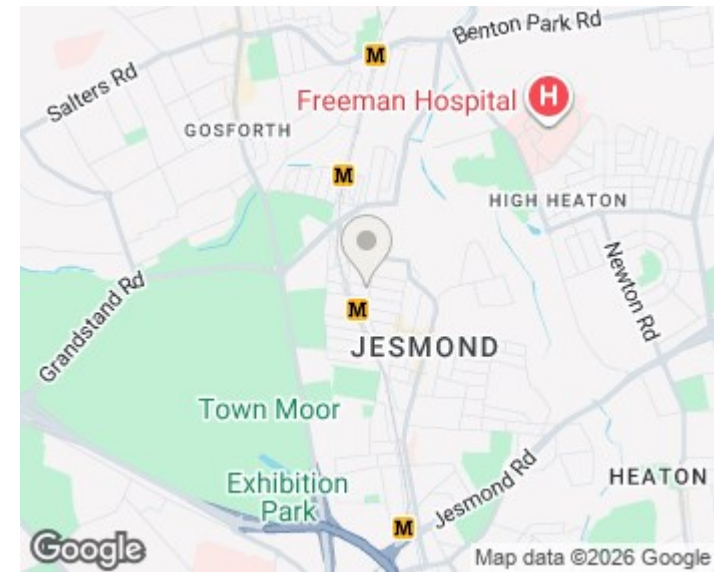 Benton Park Rd
M
Salters Rd
Freeman Hospital H
GOSFORTH
M
HIGH HEATON
Newton Rd
Grandstand Rd
M
JESMOND
Town Moor
Exhibition
Park
Jesmond Rd
HEATON
M
Google
Map data ©2026 Google